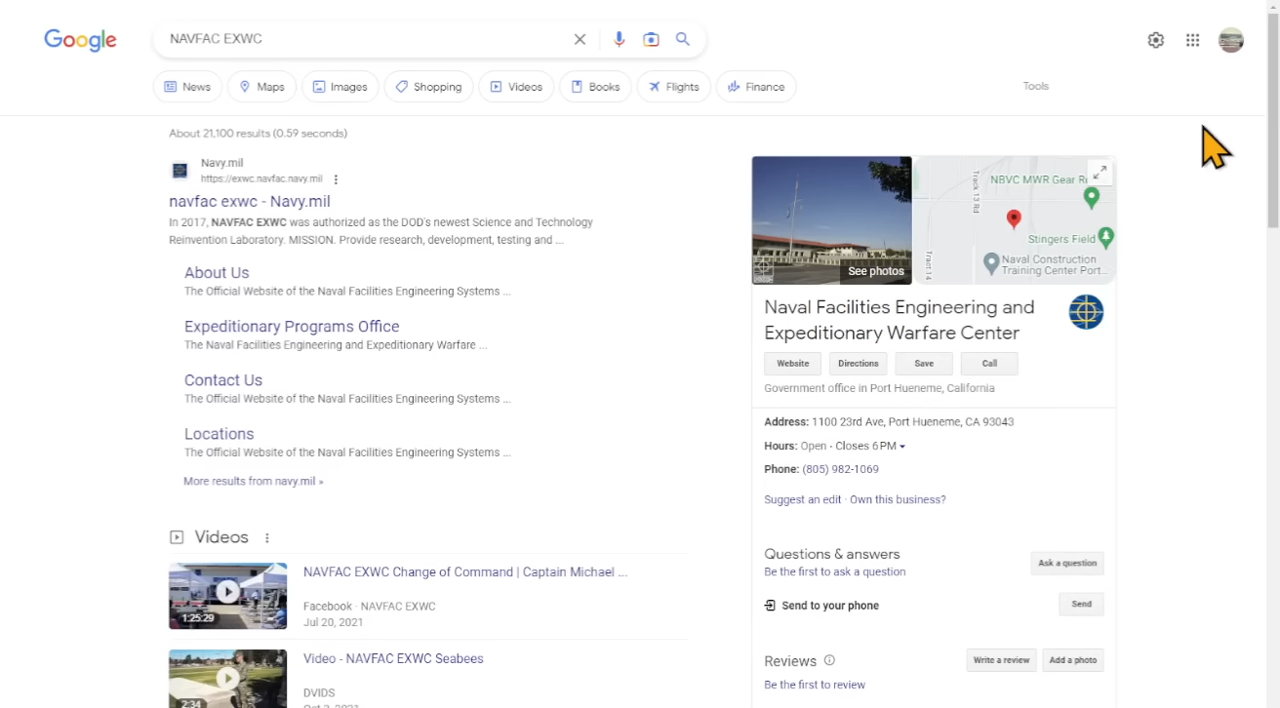 Google
NAVFAC EXWC
News
Maps
Images
Shopping
Videos
Books
Flights
Finance
Tools
About 21,100 results (0.59 seconds)
Navy.mil
https://exwc.navfac.navy.mil
navfac exwc - Navy.mil
In 2017, NAVFAC EXWC was authorized as the DOD's newest Science and Technology
Reinvention Laboratory. MISSION. Provide research, development, testing and ...
About Us
The Official Website of the Naval Facilities Engineering Systems ...
Expeditionary Programs Office
The Naval Facilities Engineering and Expeditionary Warfare ...
Contact Us
The Official Website of the Naval Facilities Engineering Systems ...
Locations
The Official Website of the Naval Facilities Engineering Systems ...
More results from navy.mil »
Videos
1:25:29
NAVFAC EXWC Change of Command | Captain Michael ...
Facebook · NAVFAC EXWC
Jul 20, 2021
2:34
Video - NAVFAC EXWC Seabees
DVIDS
See photos
Track 13 Rd
NBVC MWR Gear Re
Stingers Field
Naval Construction
Training Center Port...
Naval Facilities Engineering and
Expeditionary Warfare Center
Website
Directions
Save
Call
Government office in Port Hueneme, California
Address: 1100 23rd Ave, Port Hueneme, CA 93043
Hours: Open · Closes 6 PM
Phone: (805) 982-1069
Suggest an edit · Own this business?
Questions & answers
Be the first to ask a question
Ask a question
Send to your phone
Send
Reviews
Write a review
Add a photo
Be the first to review